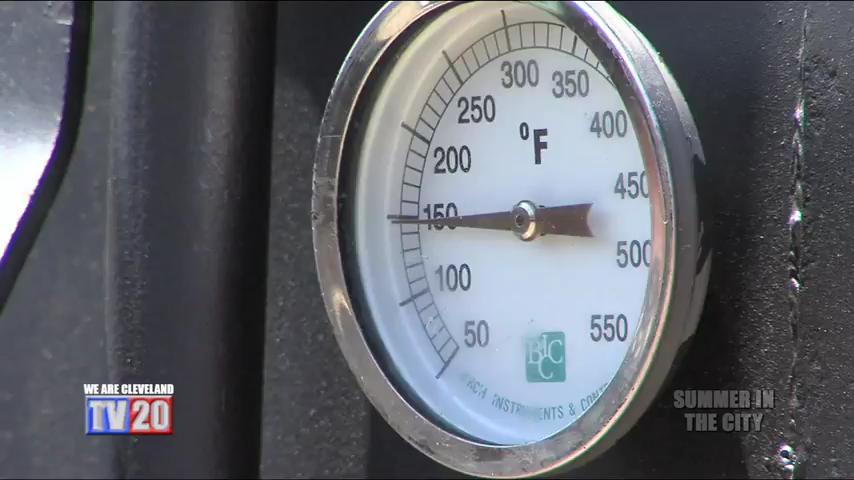 300
350
250
400
°F
200
450
150
500
100
50
550
BICC
INSTRUMENTS &
WE ARE CLEVELAND
TV20
SUMMER IN
THE CITY